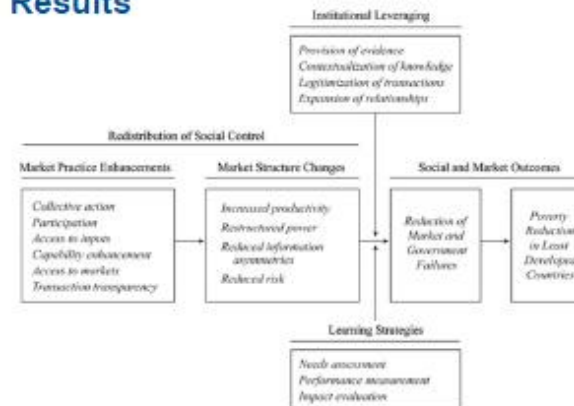 Results
Institutional Leveraging
Provision of evidence
Contextualization of knowledge
Legitimization of transactions
Expansion of relationships
Redistribution of Social Control
Market Practice Enhancements
Market Structure Changes
Social and Market Outcomes
Collective action
Participation
Access to inputs
Capability enhancement
Access to markets
Transaction transparency
Increased productivity
Restructured power
Reduced information
asymmetries
Reduced risk
Reduction of
Market and
Government
Failures
Poverty
Reduction
in Least
Develope
Countries
Learning Strategies
Needs assessment
Performance measurement
Impact evaluation